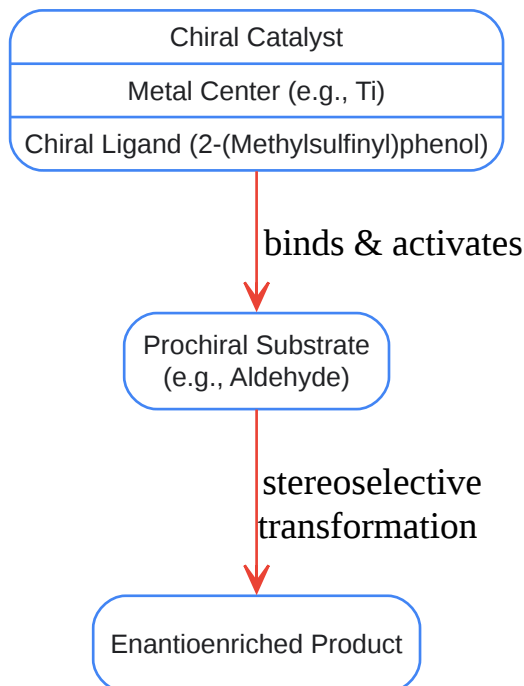 Chiral Catalyst
Metal Center (e.g., Ti)
Chiral Ligand (2-(Methylsulfinyl)phenol)
binds & activates
Prochiral Substrate
(e.g., Aldehyde)
stereoselective
transformation
Enantioenriched Product